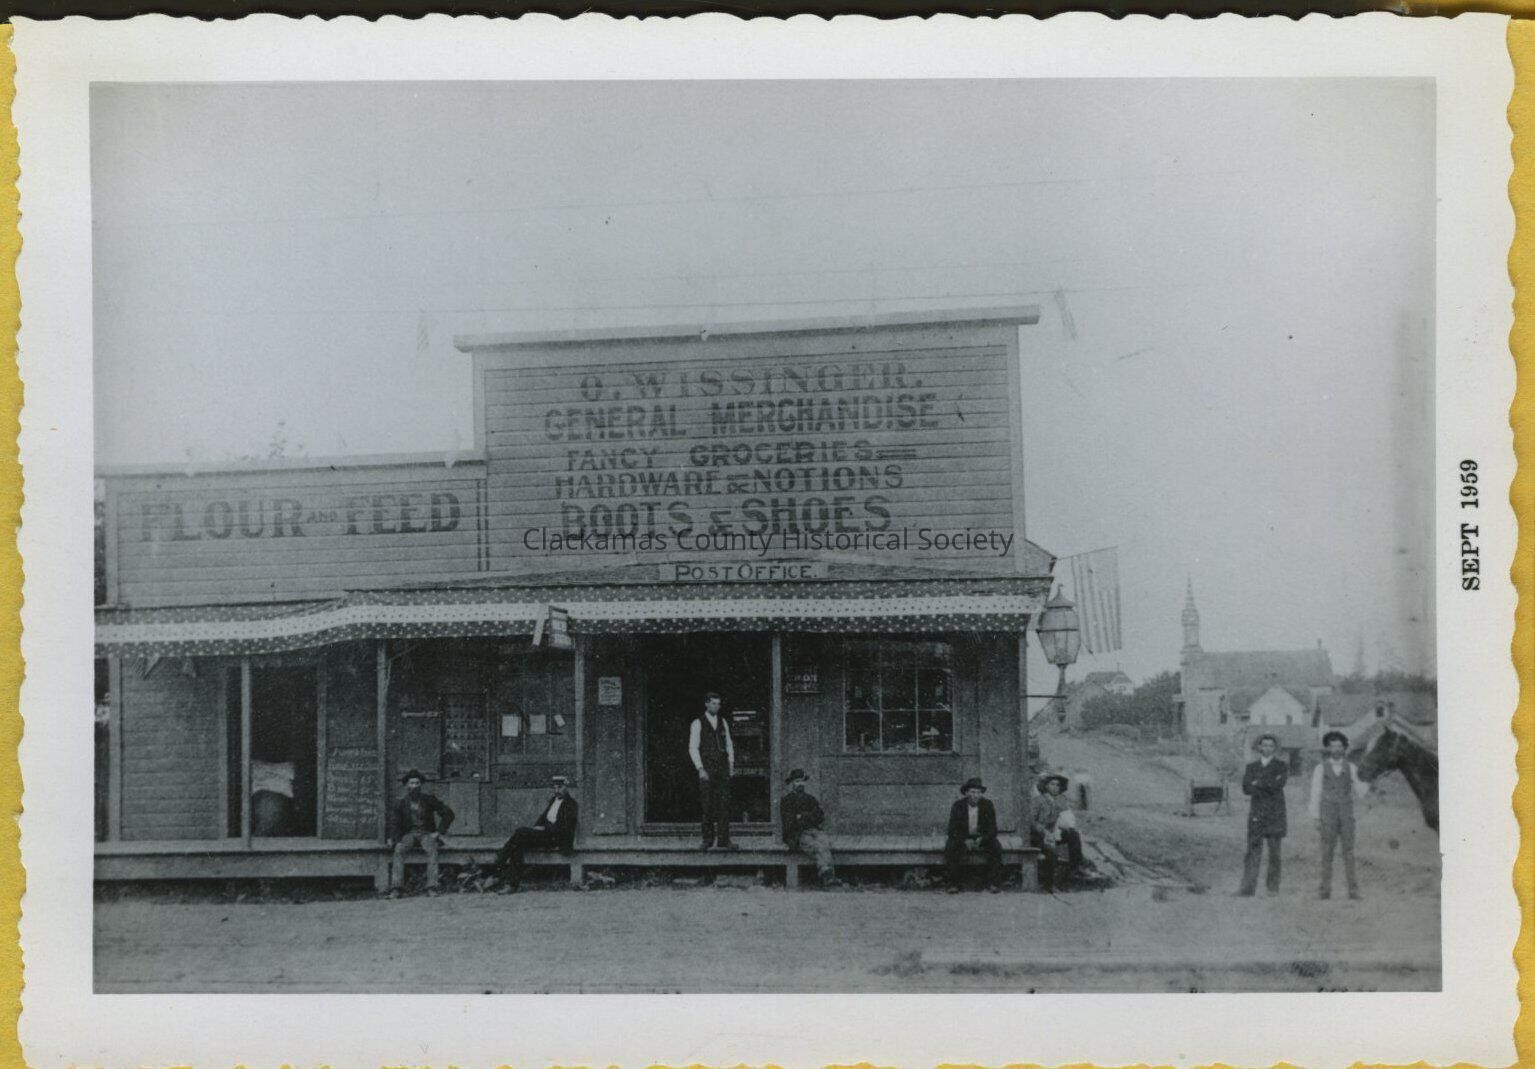 O. WISSINGER.
GENERAL MERCHANDISE
FANCY GROCERIES
HARDWARE & NOTIONS
BOOTS & SHOES
FLOUR AND FEED
Clackamas County Historical Society
POST OFFICE.
SEPT 1959